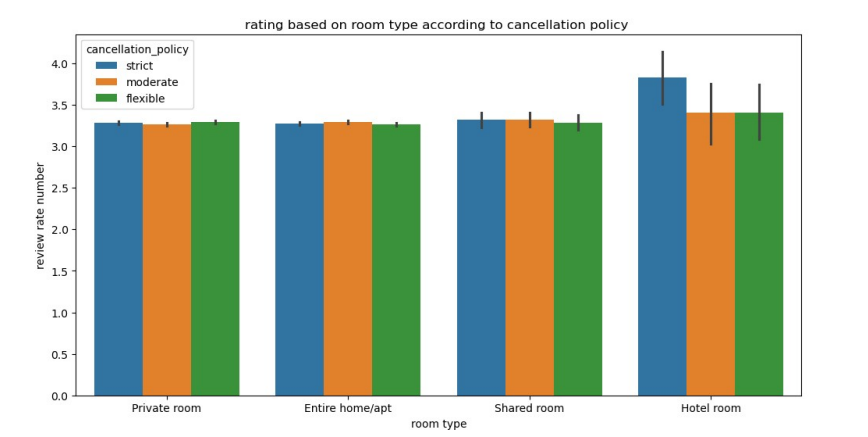 rating based on room type according to cancellation policy
cancellation_policy
strict
moderate
flexible
review rate number
4.0
3.5
3.0
2.5
2.0
1.5
1.0
0.5
0.0
Private room
Entire home/apt
Shared room
Hotel room
room type